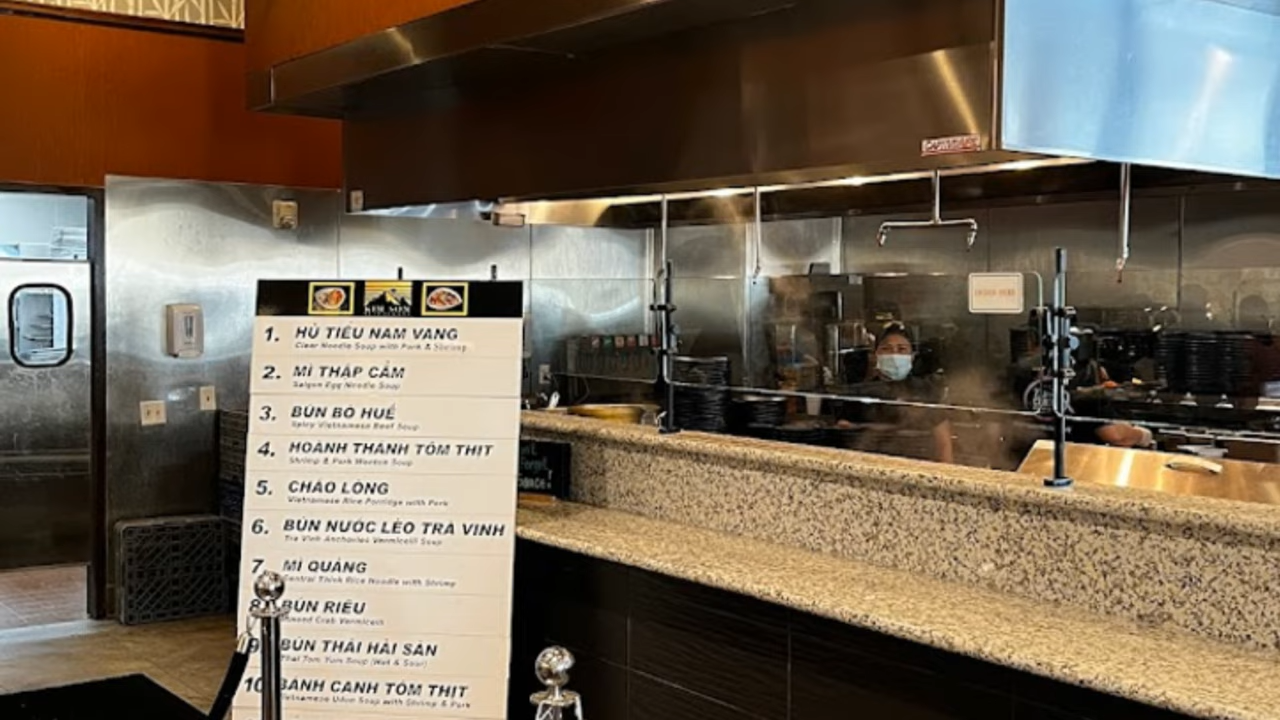 KIM SƠN
1. HỦ TIẾU NAM VANG
Clear Noodle Soup with Pork & Shrimp
2. MÌ THẬP CẨM
Saigon Egg Noodle Soup
3. BÚN BÒ HUẾ
Spicy Vietnamese Beef Soup
4. HOÀNH THÁNH TÔM THỊT
Shrimp & Pork Wonton Soup
5. CHÁO LÒNG
Vietnamese Rice Porridge with Pork
6. BÚN NƯỚC LÈO TRÀ VINH
Tra Vinh Anchovies Vermicelli Soup
7. MÌ QUẢNG
Central Thick Rice Noodle with Shrimp
8. BÚN RIÊU
Crab Vermicelli
9. BÚN THÁI HẢI SẢN
Thai Tom Yum Soup (Hot & Sour)
10. BÁNH CANH TÔM THỊT
Vietnamese Udon Soup with Shrimp & Pork